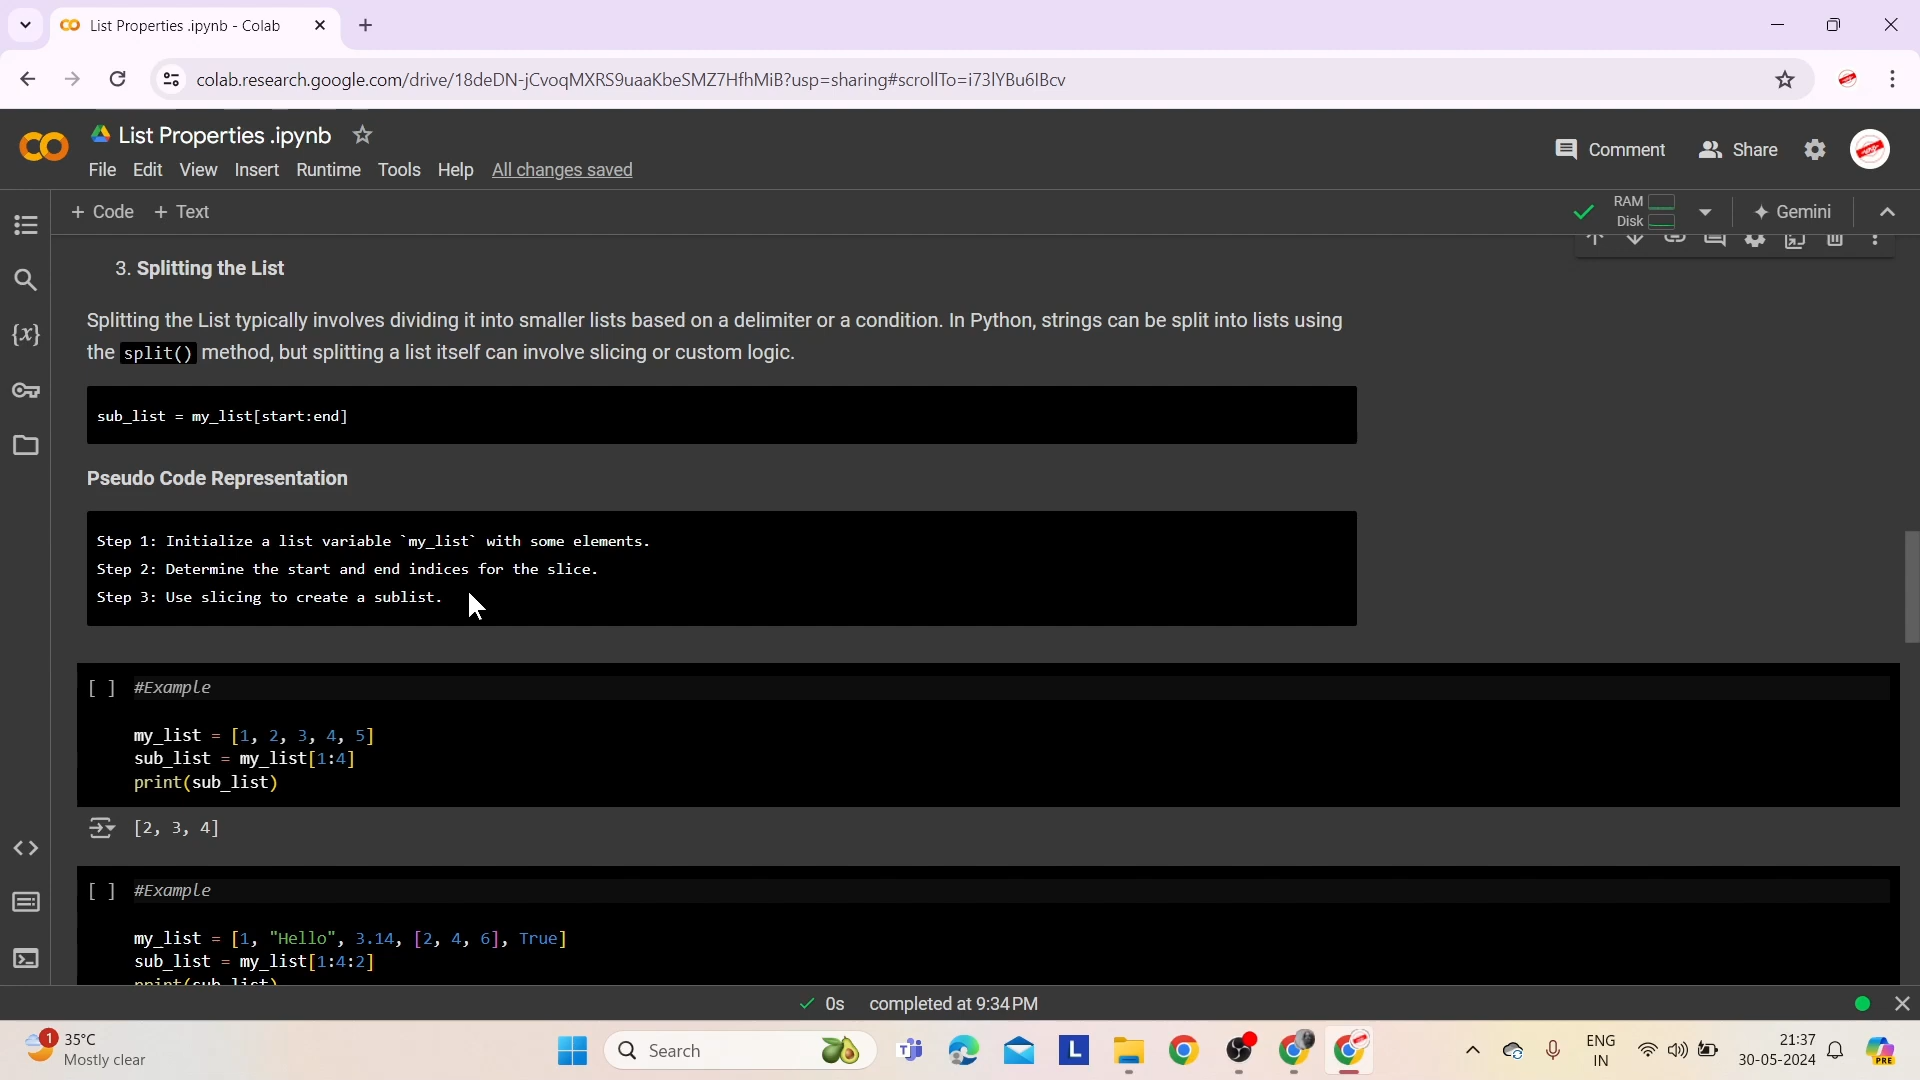 List Properties .ipynb - Colab
colab.research.google.com/drive/18deDN-jCvoqMXRS9uaaKbeSMZ7HfhMiB?usp=sharing#scrollTo=i73lYBu6IBcv
List Properties .ipynb
File Edit View Insert Runtime Tools Help All changes saved
Comment Share
+ Code + Text
RAM
Disk
Gemini
3. Splitting the List
Splitting the List typically involves dividing it into smaller lists based on a delimiter or a condition. In Python, strings can be split into lists using
the split() method, but splitting a list itself can involve slicing or custom logic.
sub_list = my_list[start:end]
Pseudo Code Representation
Step 1: Initialize a list variable `my_list` with some elements.
Step 2: Determine the start and end indices for the slice.
Step 3: Use slicing to create a sublist.
[ ] #Example
my_list = [1, 2, 3, 4, 5]
sub_list = my_list[1:4]
print(sub_list)
[2, 3, 4]
[ ] #Example
my_list = [1, "Hello", 3.14, [2, 4, 6], True]
sub_list = my_list[1:4:2]
print(sub_list)
0s completed at 9:34 PM
1
35°C
Mostly clear
Search
L
ENG
IN
21:37
30-05-2024
PRE